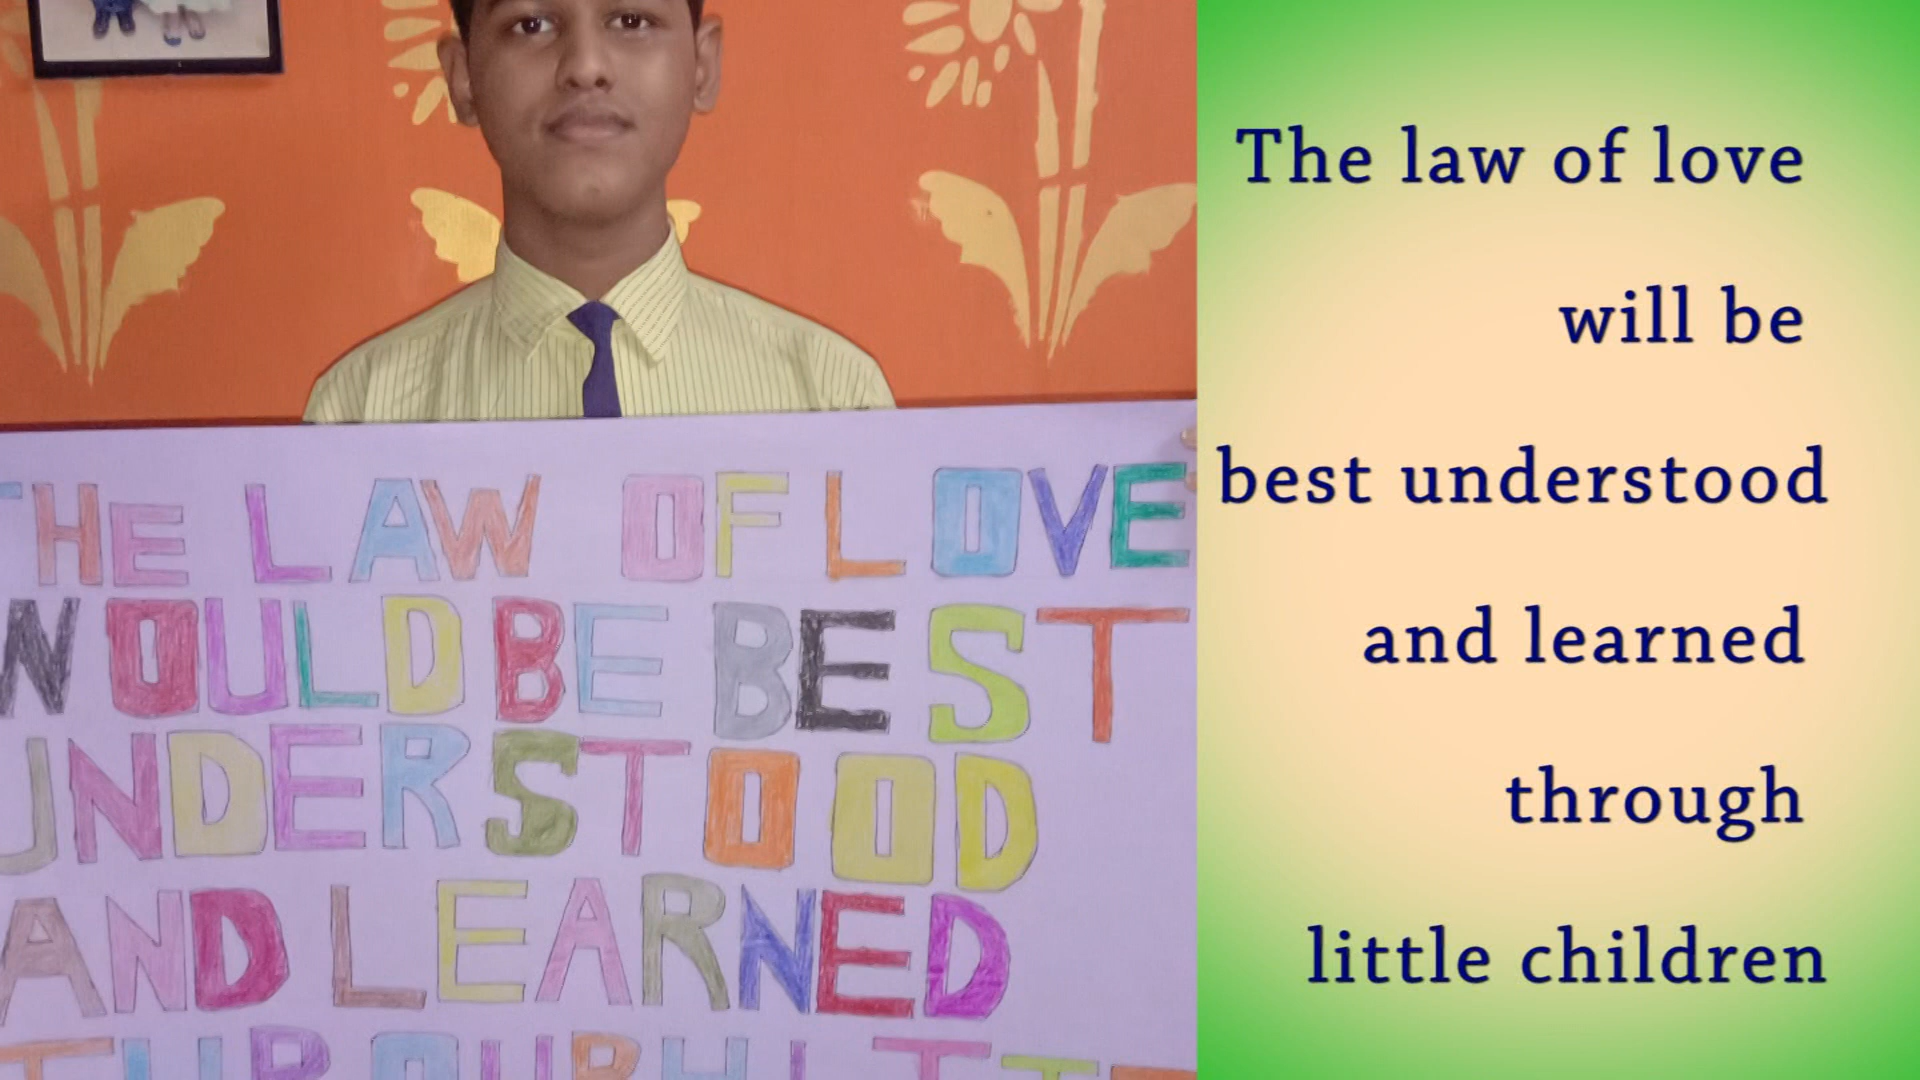 THE LAW OF LOVE
WOULD BE BEST
UNDERSTOOD
AND LEARNED
The law of love
will be
best understood
and learned
through
little children